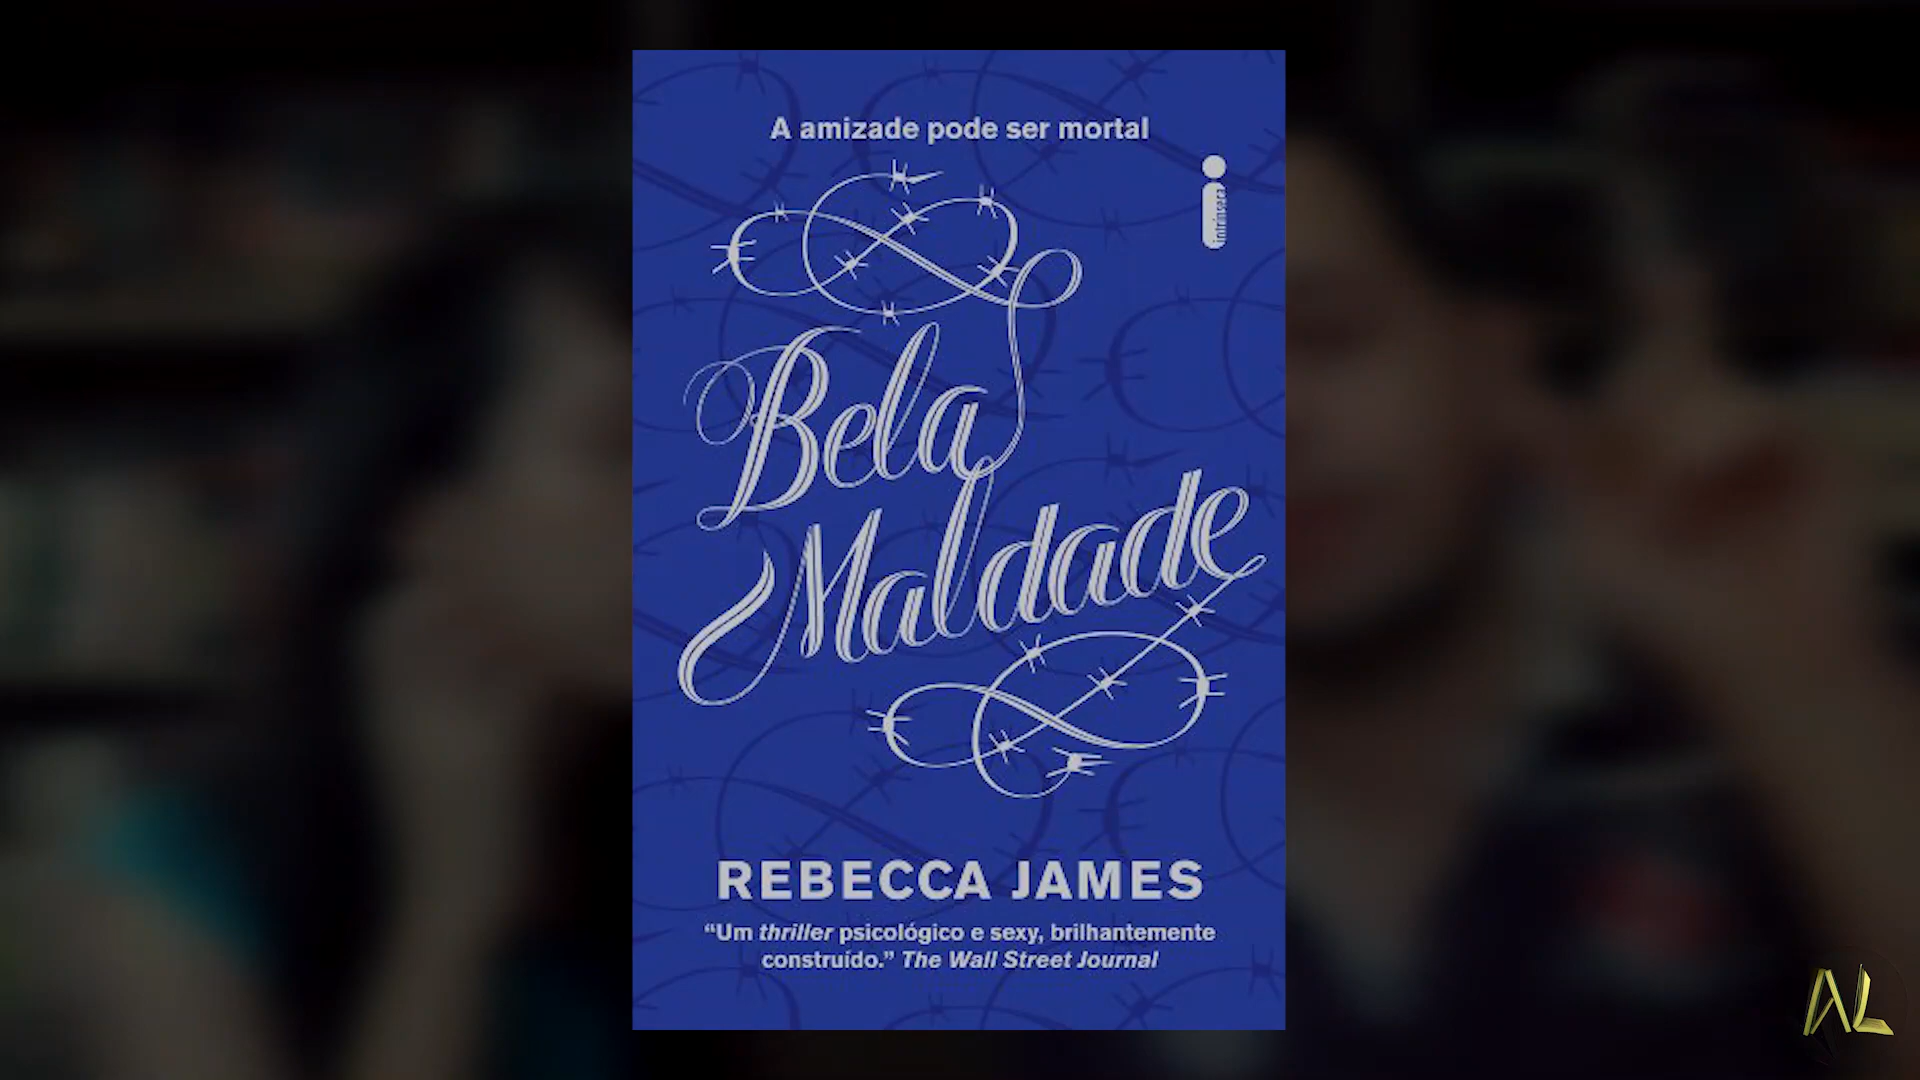 A amizade pode ser mortal
intrínseca
Bela
Maldade
REBECCA JAMES
“Um thriller psicológico e sexy, brilhantemente
construído.” The Wall Street Journal
AL